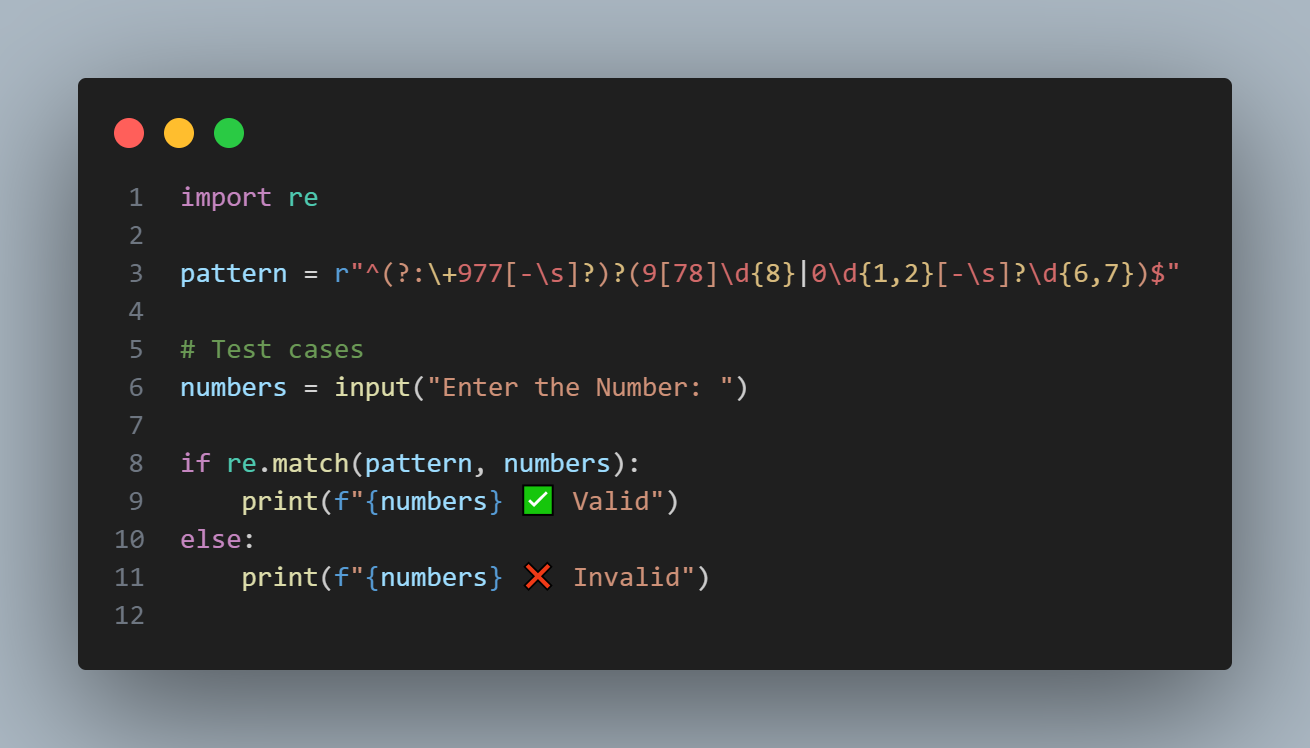 1 import re
2
3 pattern = r"^(?:\+977[-\s]?)?(9[78]\d{8}|0\d{1,2}[-\s]?\d{6,7})$"
4
5 # Test cases
6 numbers = input("Enter the Number: ")
7
8 if re.match(pattern, numbers):
9     print(f"{numbers} ✅ Valid")
10 else:
11     print(f"{numbers} ❌ Invalid")
12